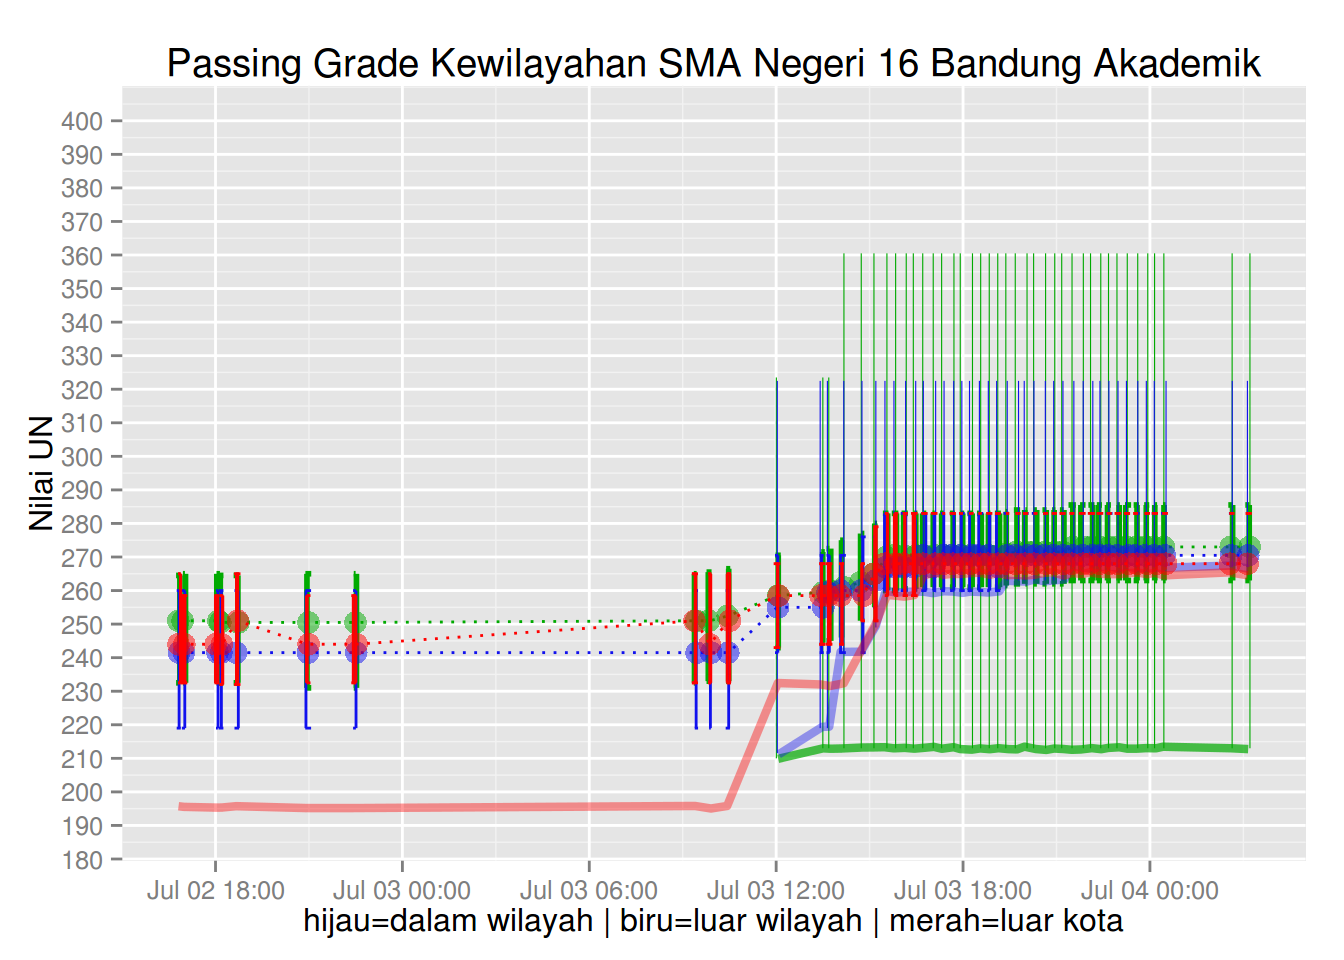 Passing Grade Kewilayahan SMA Negeri 16 Bandung Akademik
Nilai UN
400
390
380
370
360
350
340
330
320
310
300
290
280
270
260
250
240
230
220
210
200
190
180
Jul 02 18:00
Jul 03 00:00
Jul 03 06:00
Jul 03 12:00
Jul 03 18:00
Jul 04 00:00
hijau=dalam wilayah | biru=luar wilayah | merah=luar kota